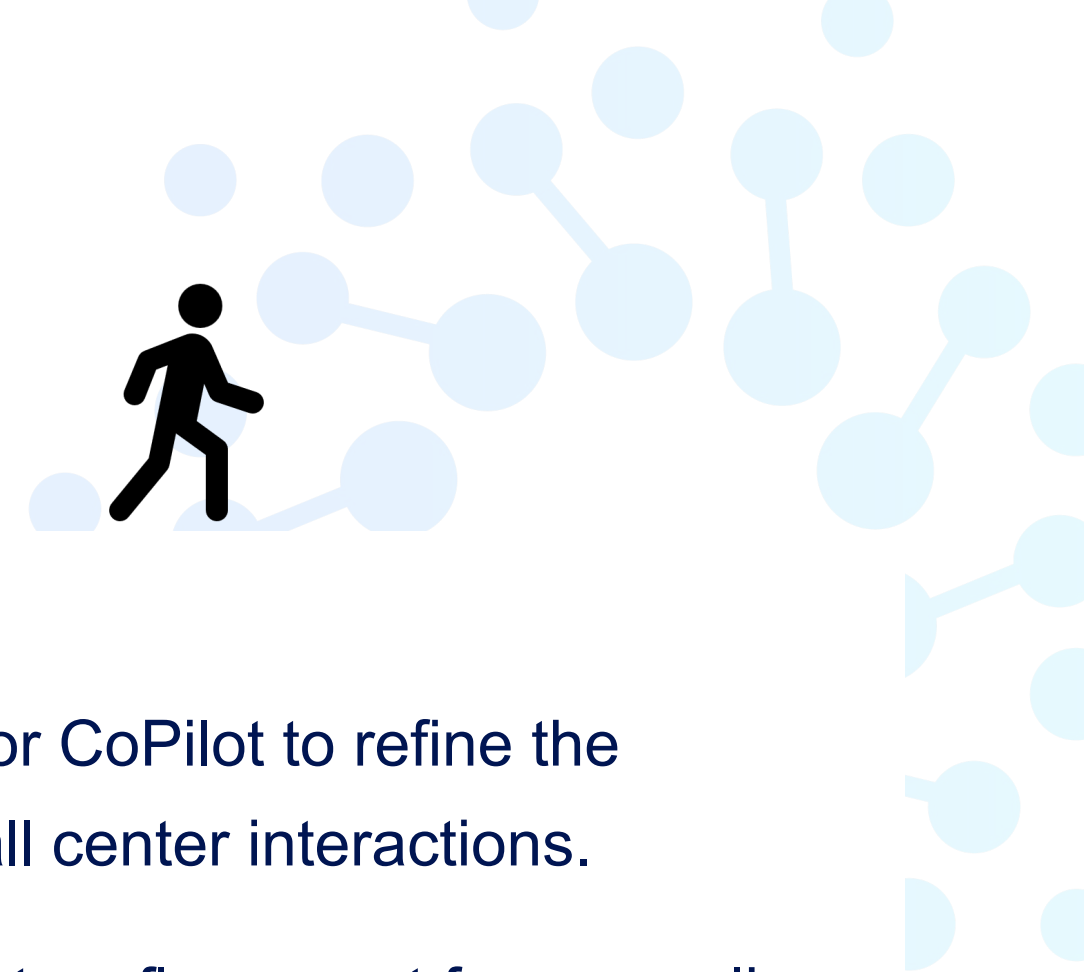 or CoPilot to refine the
all center interactions.